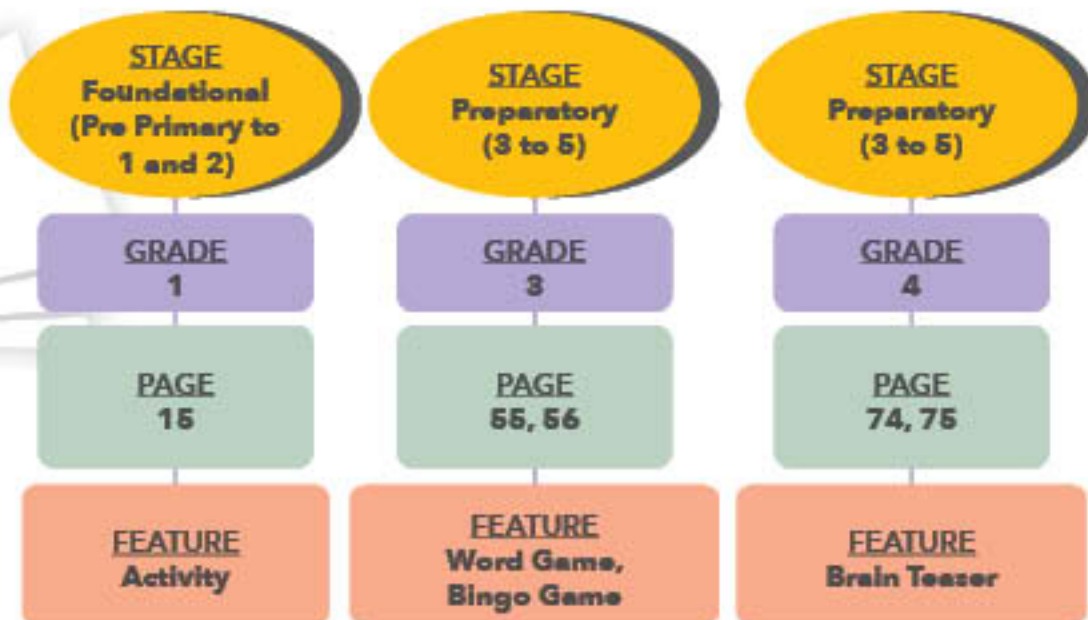 STAGE
Foundational
(Pre Primary to
1 and 2)
GRADE
1
PAGE
15
FEATURE
Activity
STAGE
Preparatory
(3 to 5)
GRADE
3
PAGE
55, 56
FEATURE
Word Game,
Bingo Game
STAGE
Preparatory
(3 to 5)
GRADE
4
PAGE
74, 75
FEATURE
Brain Teaser